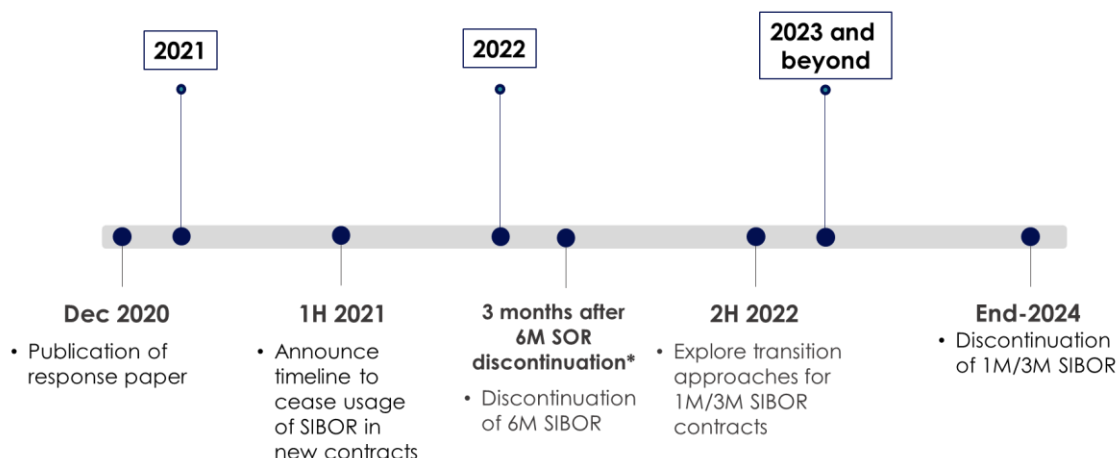 2021
2022
2023 and
beyond
Dec 2020
• Publication of
response paper
1H 2021
• Announce
timeline to
cease usage
of SIBOR in
new contracts
3 months after
6M SOR
discontinuation*
• Discontinuation
of 6M SIBOR
2H 2022
• Explore transition
approaches for
1M/3M SIBOR
contracts
End-2024
• Discontinuation
of 1M/3M SIBOR